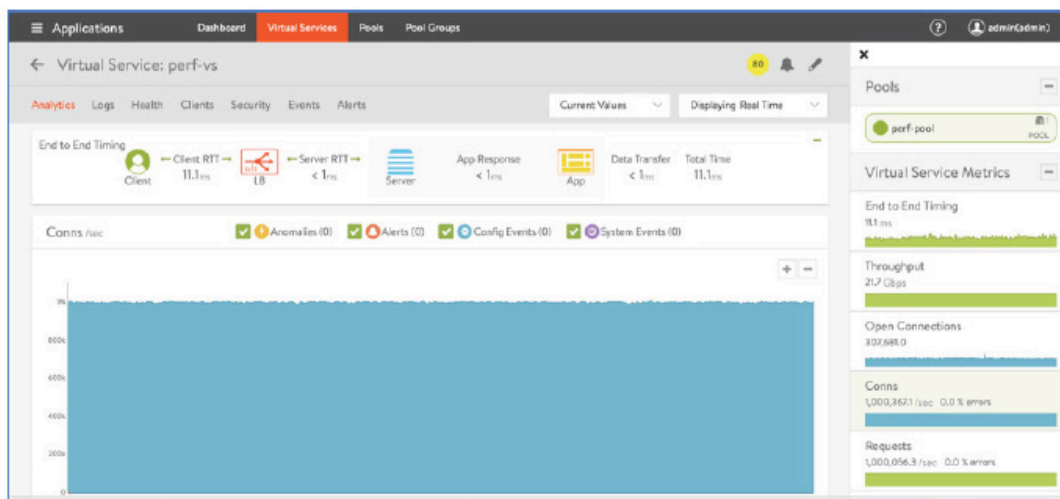 Applications Dashboard Virtual Services Pools Pool Groups ? admin(admin)
← Virtual Service: perf-vs 80
Analytics Logs Health Clients Security Events Alerts Current Values Displaying Real Time
End to End Timing
Client
← Client RTT →
11.1ms
LB
← Server RTT →
< 1ms
Server
App Response
< 1ms
App
Data Transfer
< 1ms
Total Time
11.1ms
Conns /sec Anomalies (0) Alerts (0) Config Events (0) System Events (0)
+ −
800k
600k
400k
200k
0
×
Pools −
perf-pool
POOL
Virtual Service Metrics −
End to End Timing
11.1 ms
Throughput
21.7 Gbps
Open Connections
307,681.0
Conns
1,000,367.1 /sec 0.0 % errors
Requests
1,000,056.3 /sec 0.0 % errors